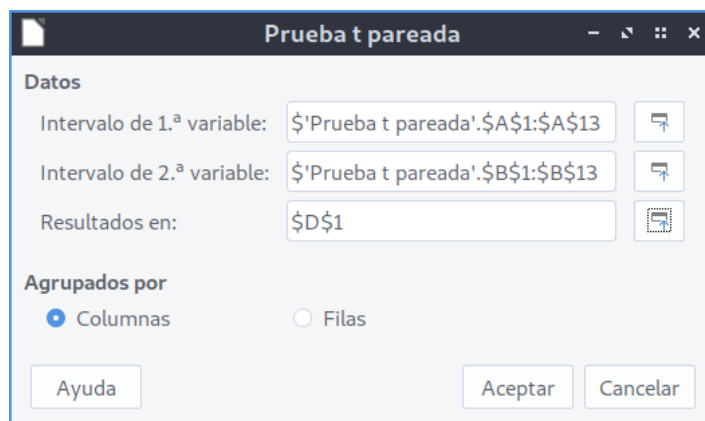 Prueba t pareada
Datos
Intervalo de 1.ª variable: $'Prueba t pareada'.$A$1:$A$13
Intervalo de 2.ª variable: $'Prueba t pareada'.$B$1:$B$13
Resultados en: $D$1
Agrupados por
Columnas Filas
Ayuda Aceptar Cancelar